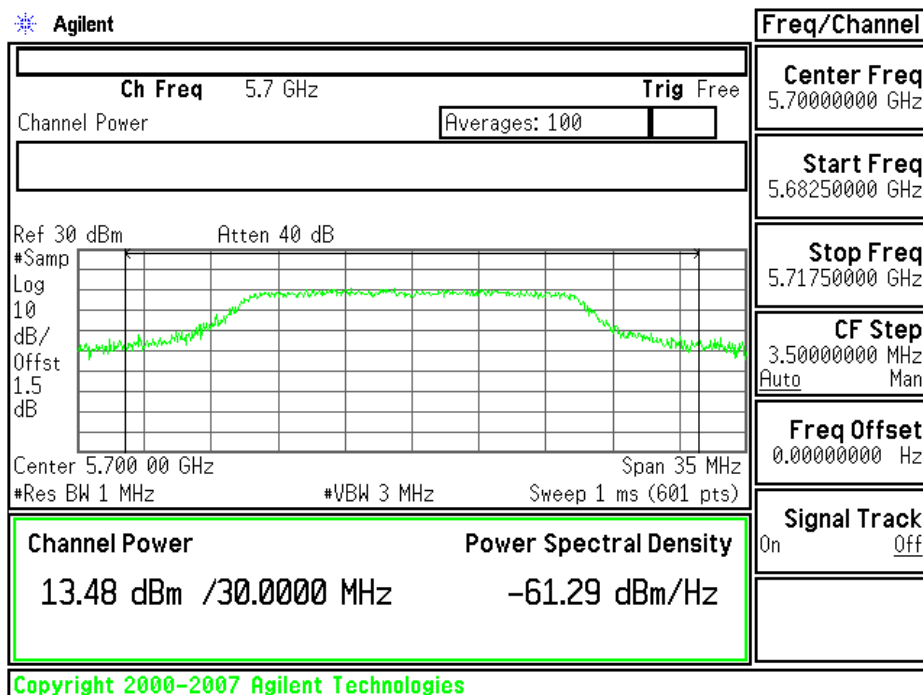 Agilent
Freq/Channel
Ch Freq 5.7 GHz Trig Free
Channel Power Averages: 100
Ref 30 dBm Atten 40 dB
#Samp
Log
10
dB/
Offst
1.5
dB
Center 5.700 00 GHz Span 35 MHz
#Res BW 1 MHz #VBW 3 MHz Sweep 1 ms (601 pts)
Channel Power Power Spectral Density
13.48 dBm /30.0000 MHz -61.29 dBm/Hz
Center Freq
5.70000000 GHz
Start Freq
5.68250000 GHz
Stop Freq
5.71750000 GHz
CF Step
3.50000000 MHz
Auto Man
Freq Offset
0.00000000 Hz
Signal Track
On Off
Copyright 2000-2007 Agilent Technologies